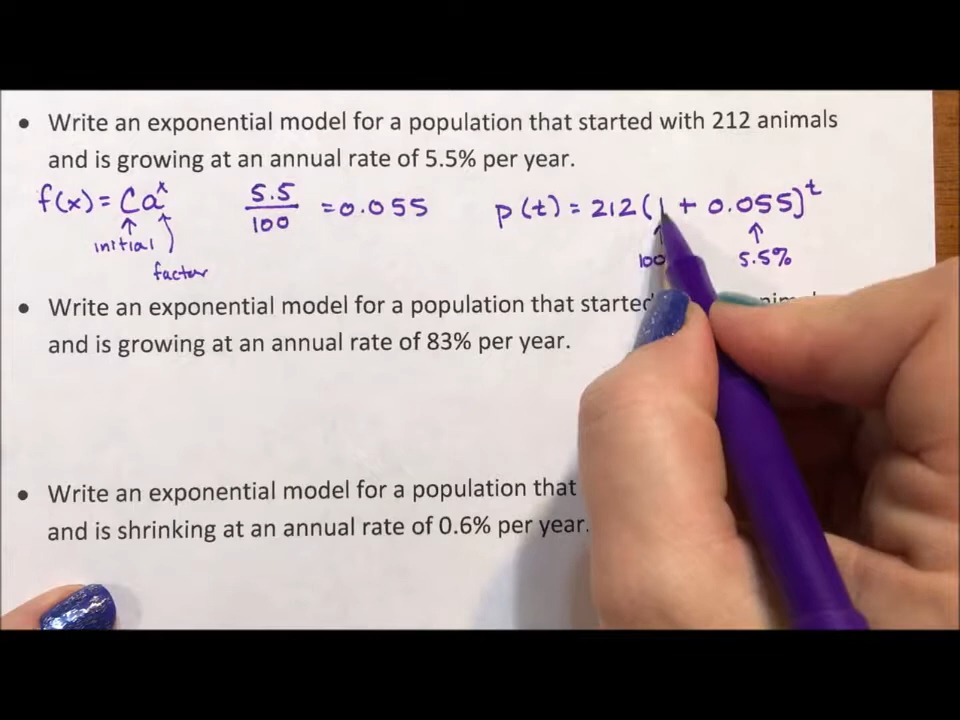 • Write an exponential model for a population that started with 212 animals
and is growing at an annual rate of 5.5% per year.
f(x) = Ca^x
initial
factor
5.5/100 = 0.055
p(t) = 212(1 + 0.055)^t
100
5.5%
• Write an exponential model for a population that started
and is growing at an annual rate of 83% per year.
• Write an exponential model for a population that
and is shrinking at an annual rate of 0.6% per year.